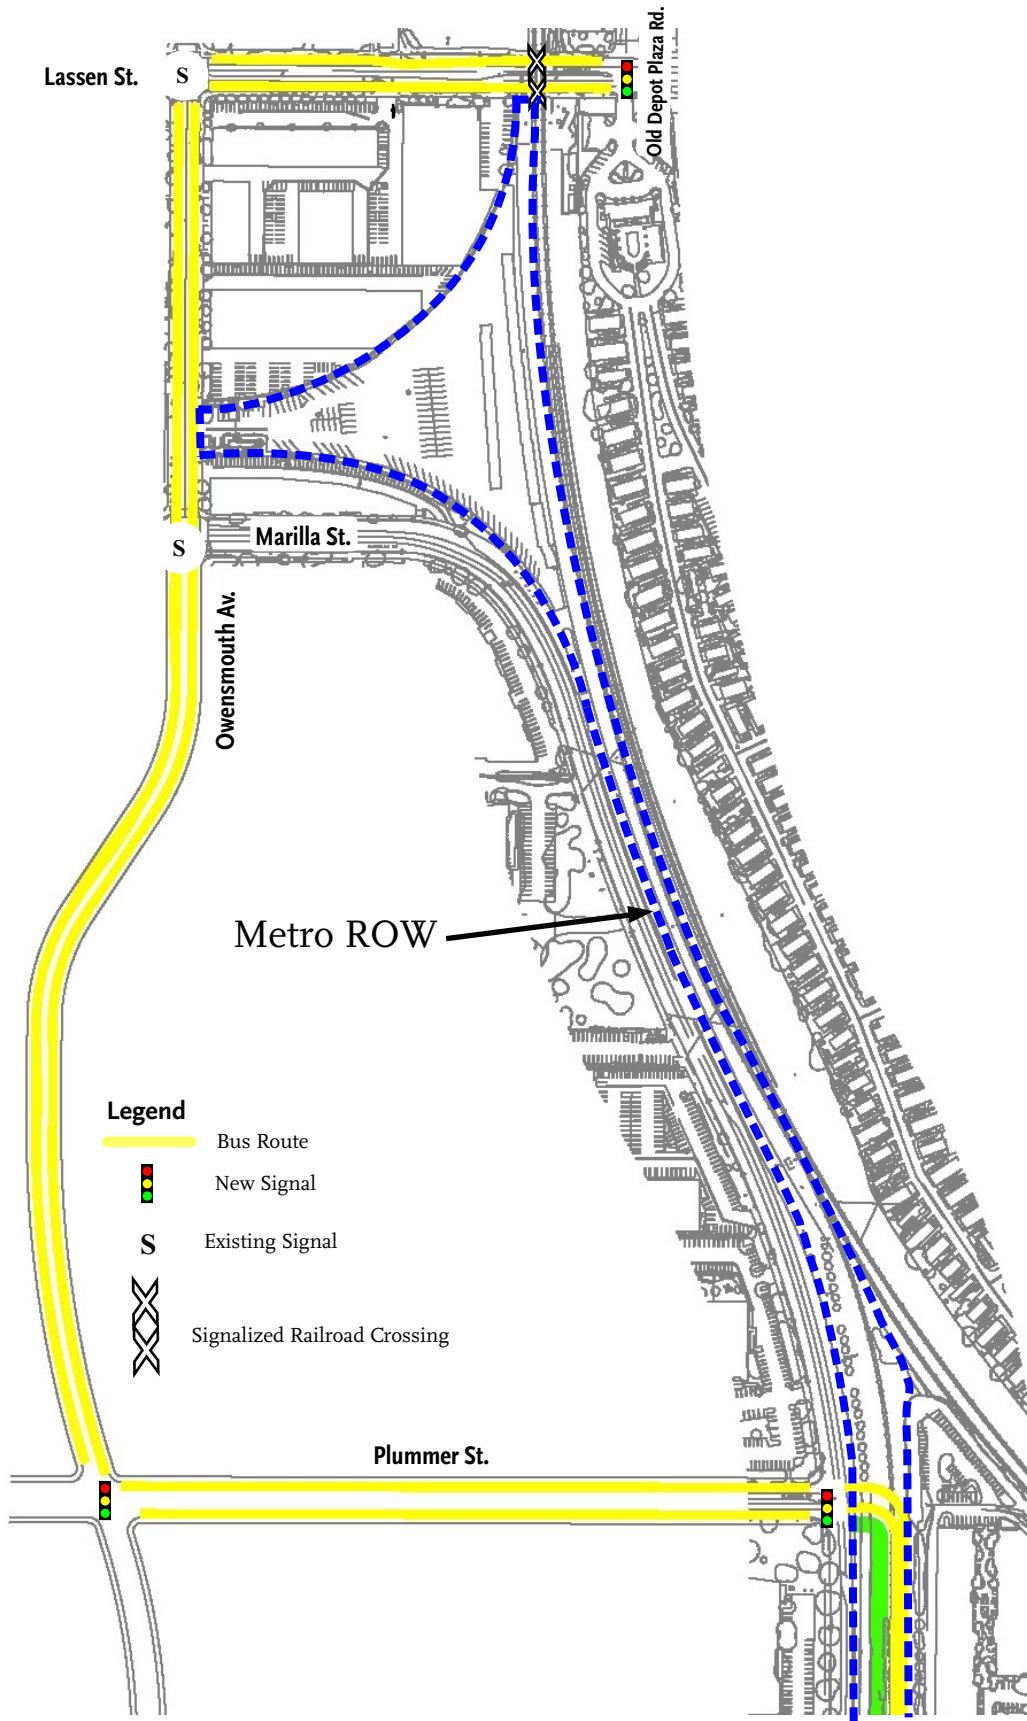 Old Depot Plaza Rd.
Lassen St.
S
Marilla St.
S
Owensmouth Av.
Metro ROW
Legend
Bus Route
New Signal
S
Existing Signal
Signalized Railroad Crossing
Plummer St.